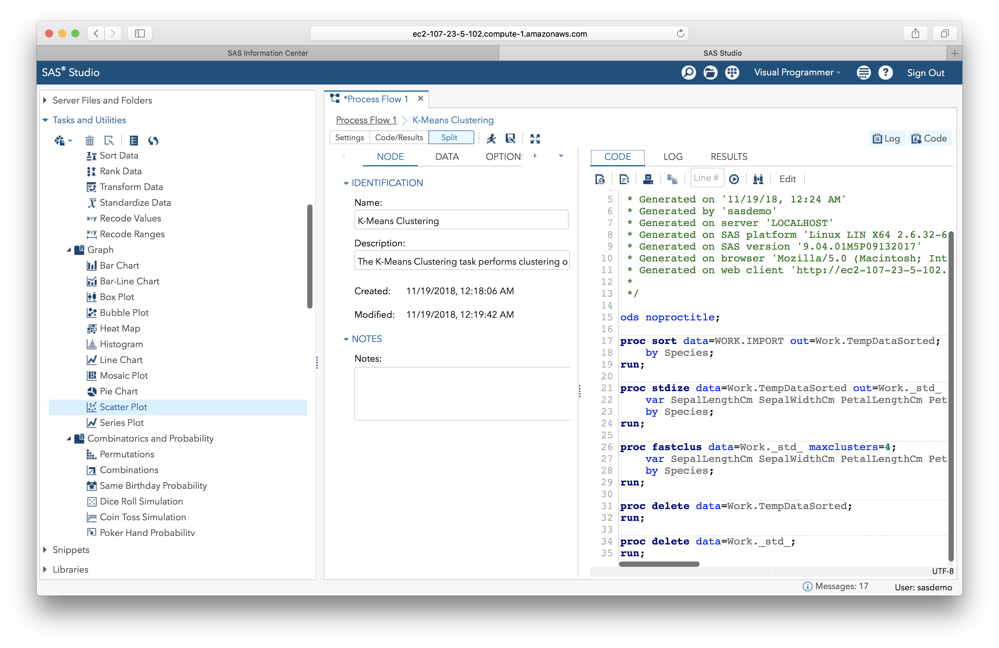 ec2-107-23-5-102.compute-1.amazonaws.com
SAS Information Center
SAS Studio
SAS® Studio
Visual Programmer
Sign Out
Server Files and Folders
Tasks and Utilities
Sort Data
Rank Data
Transform Data
Standardize Data
Recode Values
Recode Ranges
Graph
Bar Chart
Bar-Line Chart
Box Plot
Bubble Plot
Heat Map
Histogram
Line Chart
Mosaic Plot
Pie Chart
Scatter Plot
Series Plot
Combinatorics and Probability
Permutations
Combinations
Same Birthday Probability
Dice Roll Simulation
Coin Toss Simulation
Poker Hand Probability
Snippets
Libraries
*Process Flow 1
Process Flow 1 > K-Means Clustering
Settings Code/Results Split
Log Code
NODE DATA OPTIONS
IDENTIFICATION
Name:
K-Means Clustering
Description:
The K-Means Clustering task performs clustering o
Created: 11/19/2018, 12:18:06 AM
Modified: 11/19/2018, 12:19:42 AM
NOTES
Notes:
CODE LOG RESULTS
Line # Edit
5 * Generated on '11/19/18, 12:24 AM'
6 * Generated by 'sasdemo'
7 * Generated on server 'LOCALHOST'
8 * Generated on SAS platform 'Linux LIN X64 2.6.32-6
9 * Generated on SAS version '9.04.01M5P09132017'
10 * Generated on browser 'Mozilla/5.0 (Macintosh; Int
11 * Generated on web client 'http://ec2-107-23-5-102.
12 *
13 */
14
15 ods noproctitle;
16
17 proc sort data=WORK.IMPORT out=Work.TempDataSorted;
18 by Species;
19 run;
20
21 proc stdize data=Work.TempDataSorted out=Work._std_
22 var SepalLengthCm SepalWidthCm PetalLengthCm Pet
23 by Species;
24 run;
25
26 proc fastclus data=Work._std_ maxclusters=4;
27 var SepalLengthCm SepalWidthCm PetalLengthCm Pet
28 by Species;
29 run;
30
31 proc delete data=Work.TempDataSorted;
32 run;
33
34 proc delete data=Work._std_;
35 run;
UTF-8
Messages: 17
User: sasdemo